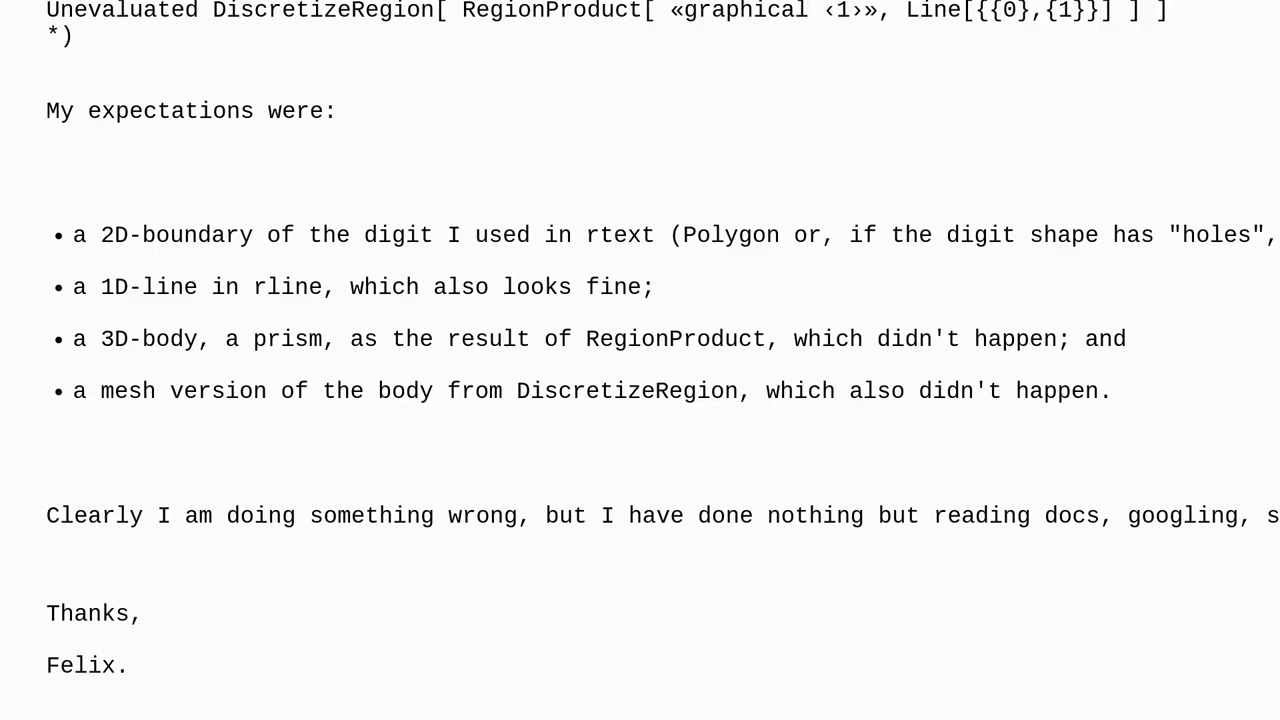 Unevaluated DiscretizeRegion[ RegionProduct[ «graphical ‹1›», Line[{{0},{1}}] ] ]
*)
My expectations were:
• a 2D-boundary of the digit I used in rtext (Polygon or, if the digit shape has "holes",
• a 1D-line in rline, which also looks fine;
• a 3D-body, a prism, as the result of RegionProduct, which didn't happen; and
• a mesh version of the body from DiscretizeRegion, which also didn't happen.
Clearly I am doing something wrong, but I have done nothing but reading docs, googling, s
Thanks,
Felix.